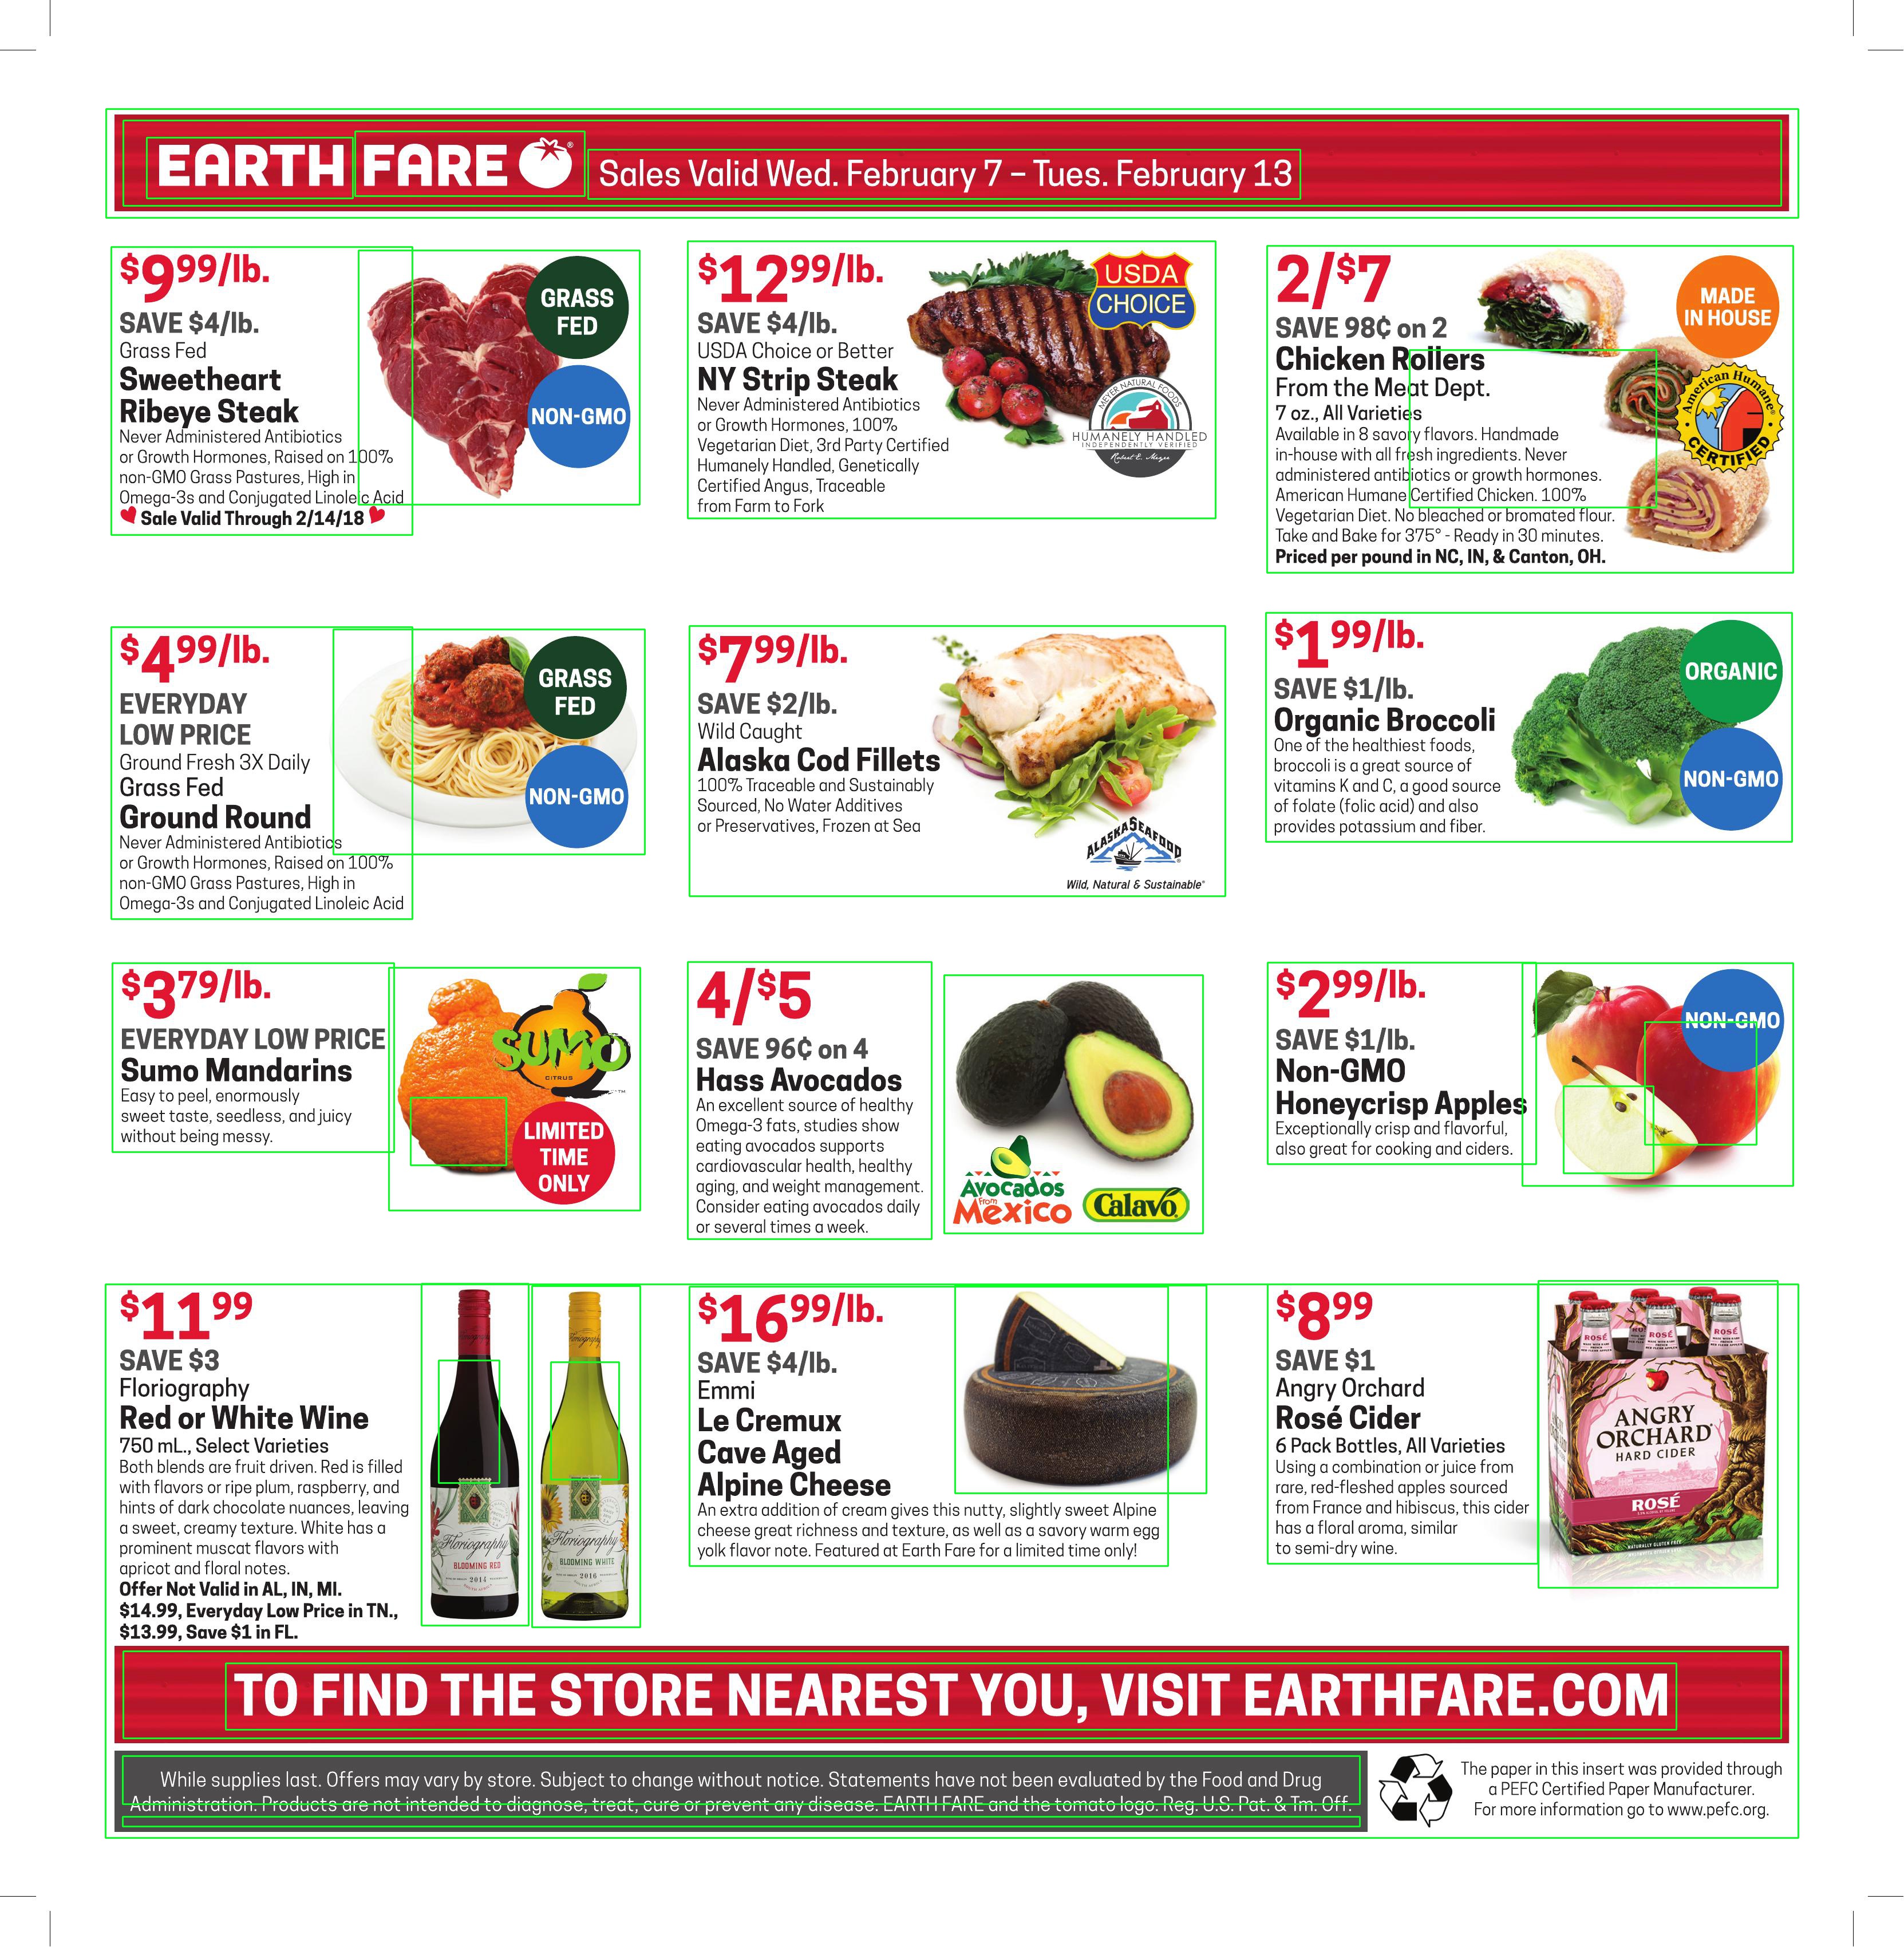 EARTH FARE®
Sales Valid Wed. February 7 – Tues. February 13
$9⁹⁹/lb.
SAVE $4/lb.
Grass Fed
Sweetheart
Ribeye Steak
Never Administered Antibiotics
or Growth Hormones, Raised on 100%
non-GMO Grass Pastures, High in
Omega-3s and Conjugated Linoleic Acid
Sale Valid Through 2/14/18
GRASS
FED
NON-GMO
$12⁹⁹/lb.
SAVE $4/lb.
USDA Choice or Better
NY Strip Steak
Never Administered Antibiotics
or Growth Hormones, 100%
Vegetarian Diet, 3rd Party Certified
Humanely Handled, Genetically
Certified Angus, Traceable
from Farm to Fork
USDA
CHOICE
MEYER NATURAL FOODS
HUMANELY HANDLED
INDEPENDENTLY VERIFIED
Robert E. Meyer
2/$7
SAVE 98¢ on 2
Chicken Rollers
From the Meat Dept.
7 oz., All Varieties
Available in 8 savory flavors. Handmade
in-house with all fresh ingredients. Never
administered antibiotics or growth hormones.
American Humane Certified Chicken. 100%
Vegetarian Diet. No bleached or bromated flour.
Take and Bake for 375° - Ready in 30 minutes.
Priced per pound in NC, IN, & Canton, OH.
MADE
IN HOUSE
American Humane®
CERTIFIED
$4⁹⁹/lb.
EVERYDAY
LOW PRICE
Ground Fresh 3X Daily
Grass Fed
Ground Round
Never Administered Antibiotics
or Growth Hormones, Raised on 100%
non-GMO Grass Pastures, High in
Omega-3s and Conjugated Linoleic Acid
GRASS
FED
NON-GMO
$7⁹⁹/lb.
SAVE $2/lb.
Wild Caught
Alaska Cod Fillets
100% Traceable and Sustainably
Sourced, No Water Additives
or Preservatives, Frozen at Sea
ALASKA SEAFOOD
Wild, Natural & Sustainable®
$1⁹⁹/lb.
SAVE $1/lb.
Organic Broccoli
One of the healthiest foods,
broccoli is a great source of
vitamins K and C, a good source
of folate (folic acid) and also
provides potassium and fiber.
ORGANIC
NON-GMO
$3⁷⁹/lb.
EVERYDAY LOW PRICE
Sumo Mandarins
Easy to peel, enormously
sweet taste, seedless, and juicy
without being messy.
SUMO
CITRUS ™
LIMITED
TIME
ONLY
4/$5
SAVE 96¢ on 4
Hass Avocados
An excellent source of healthy
Omega-3 fats, studies show
eating avocados supports
cardiovascular health, healthy
aging, and weight management.
Consider eating avocados daily
or several times a week.
Avocados
From
Mexico
Calavo®
$2⁹⁹/lb.
SAVE $1/lb.
Non-GMO
Honeycrisp Apples
Exceptionally crisp and flavorful,
also great for cooking and ciders.
NON-GMO
$11⁹⁹
SAVE $3
Floriography
Red or White Wine
750 mL., Select Varieties
Both blends are fruit driven. Red is filled
with flavors or ripe plum, raspberry, and
hints of dark chocolate nuances, leaving
a sweet, creamy texture. White has a
prominent muscat flavors with
apricot and floral notes.
Offer Not Valid in AL, IN, MI.
$14.99, Everyday Low Price in TN.,
$13.99, Save $1 in FL.
Floriography
BLOOMING RED
2014
Floriography
BLOOMING WHITE
2016
$16⁹⁹/lb.
SAVE $4/lb.
Emmi
Le Cremux
Cave Aged
Alpine Cheese
An extra addition of cream gives this nutty, slightly sweet Alpine
cheese great richness and texture, as well as a savory warm egg
yolk flavor note. Featured at Earth Fare for a limited time only!
$8⁹⁹
SAVE $1
Angry Orchard
Rosé Cider
6 Pack Bottles, All Varieties
Using a combination or juice from
rare, red-fleshed apples sourced
from France and hibiscus, this cider
has a floral aroma, similar
to semi-dry wine.
ROSÉ
ROSÉ
ROSÉ
ANGRY
ORCHARD
HARD CIDER
ROSÉ
NATURALLY GLUTEN FREE
TO FIND THE STORE NEAREST YOU, VISIT EARTHFARE.COM
While supplies last. Offers may vary by store. Subject to change without notice. Statements have not been evaluated by the Food and Drug
Administration. Products are not intended to diagnose, treat, cure or prevent any disease. EARTH FARE and the tomato logo. Reg. U.S. Pat. & Tm. Off.
The paper in this insert was provided through
a PEFC Certified Paper Manufacturer.
For more information go to www.pefc.org.